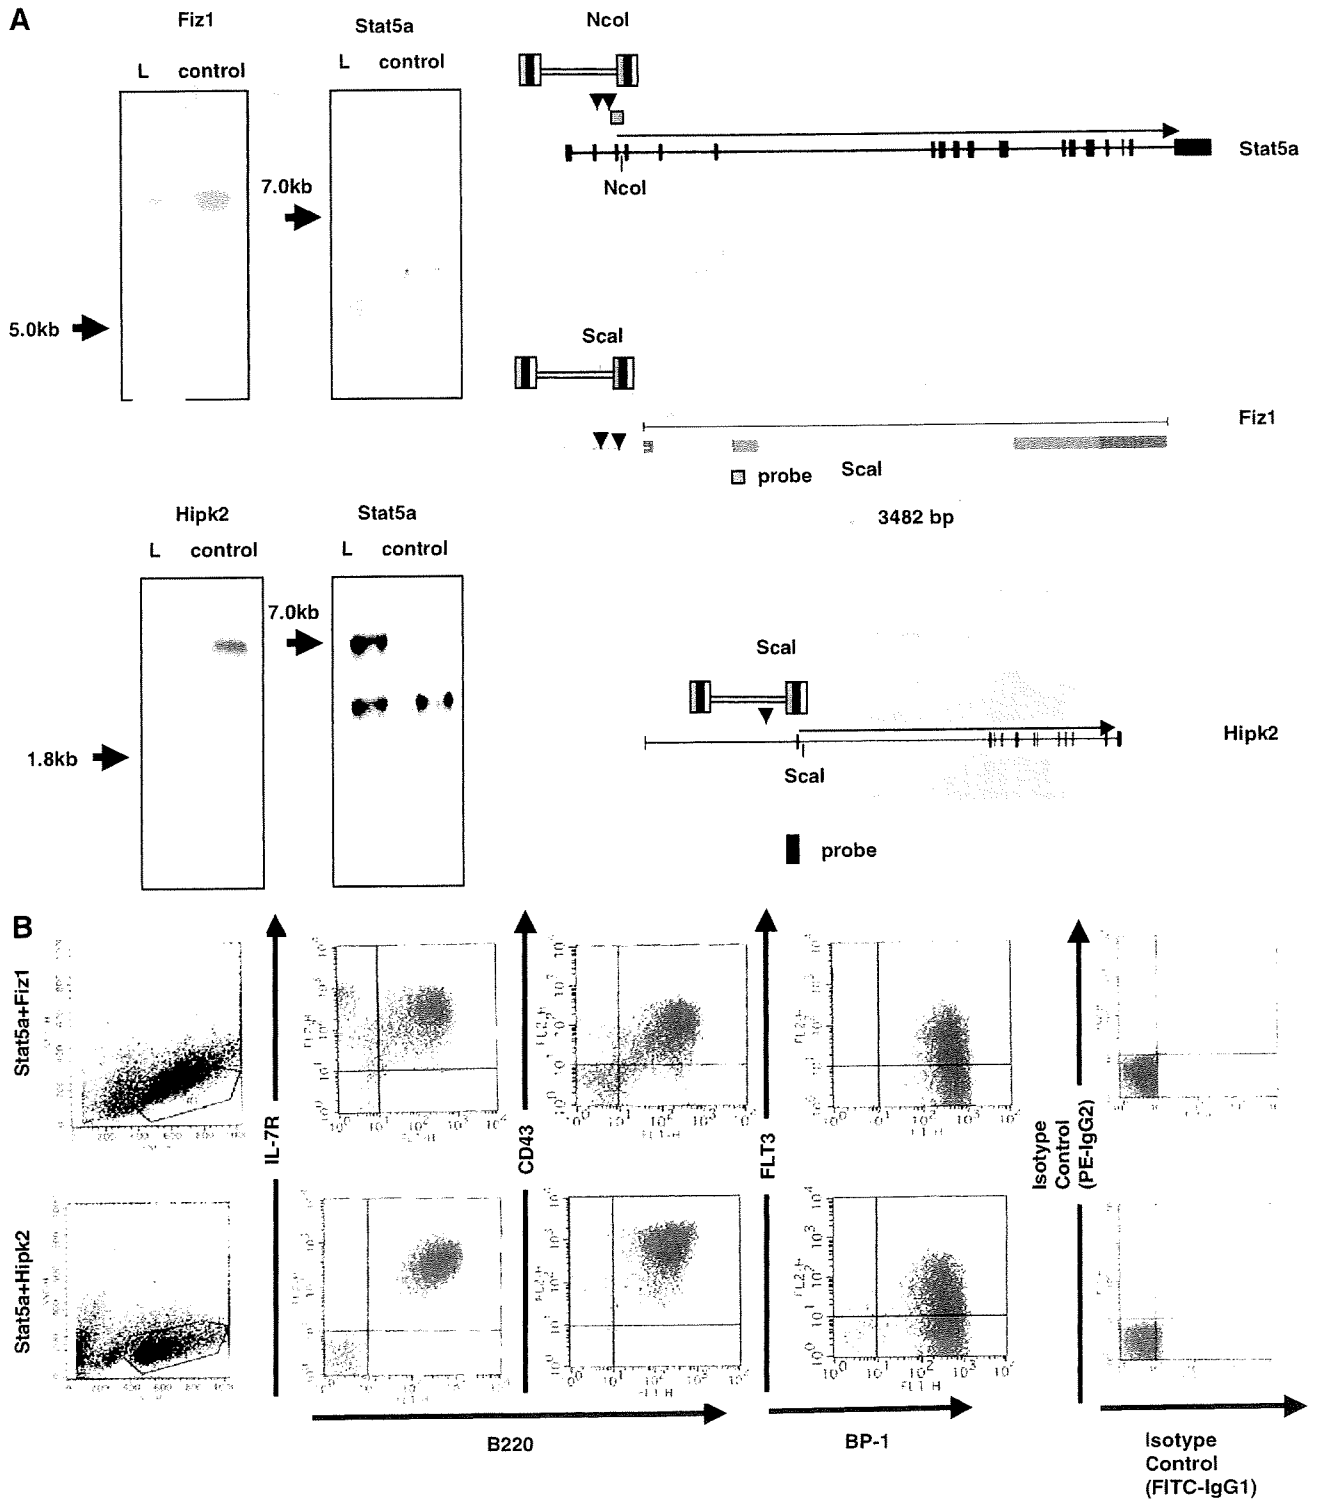 A
Fiz1
L control
5.0kb
Stat5a
L control
7.0kb
NcoI
NcoI
Stat5a
ScaI
Fiz1
probe
ScaI
3482 bp
Hipk2
L control
1.8kb
Stat5a
L control
7.0kb
ScaI
ScaI
Hipk2
probe
B
Stat5a+Fiz1
Stat5a+Hipk2
IL-7R
CD43
FLT3
Isotype
Control
(PE-IgG2)
B220
BP-1
Isotype
Control
(FITC-IgG1)